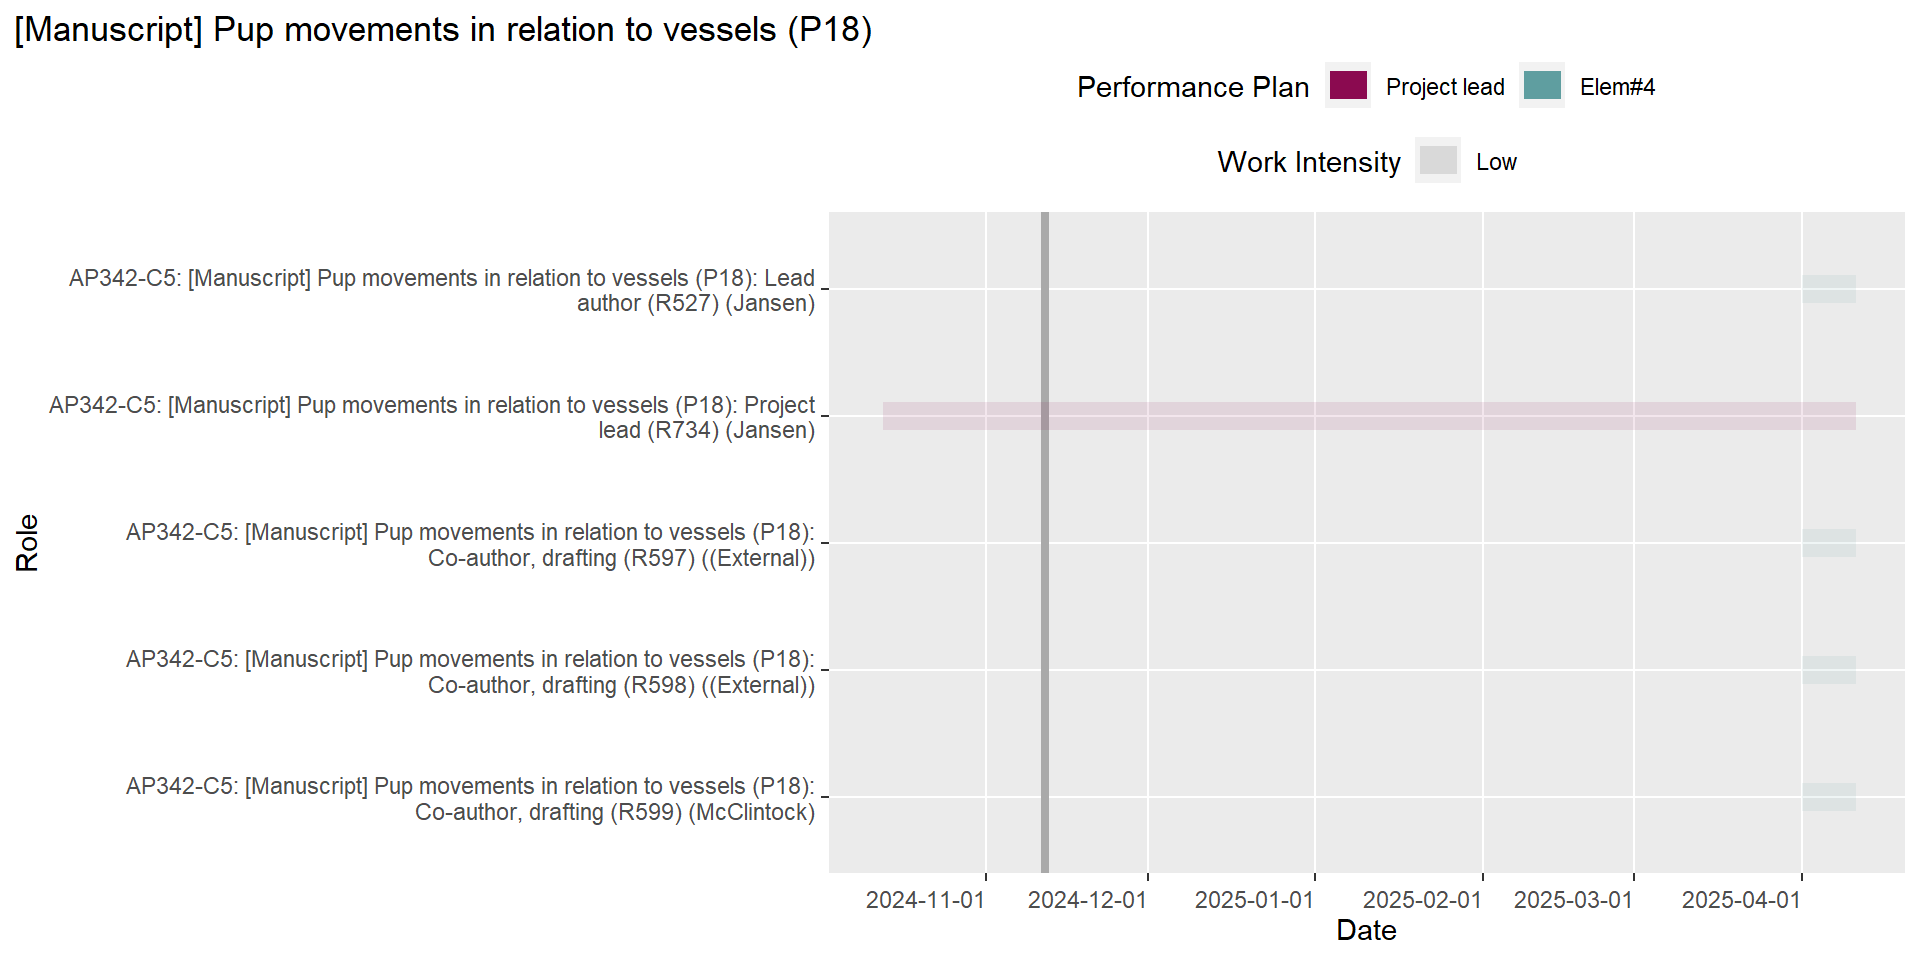 [Manuscript] Pup movements in relation to vessels (P18)
Performance Plan Project lead Elem#4
Work Intensity Low
AP342-C5: [Manuscript] Pup movements in relation to vessels (P18): Lead
author (R527) (Jansen)
AP342-C5: [Manuscript] Pup movements in relation to vessels (P18): Project
lead (R734) (Jansen)
AP342-C5: [Manuscript] Pup movements in relation to vessels (P18):
Co-author, drafting (R597) ((External))
AP342-C5: [Manuscript] Pup movements in relation to vessels (P18):
Co-author, drafting (R598) ((External))
AP342-C5: [Manuscript] Pup movements in relation to vessels (P18):
Co-author, drafting (R599) (McClintock)
Role
2024-11-01 2024-12-01 2025-01-01 2025-02-01 2025-03-01 2025-04-01
Date